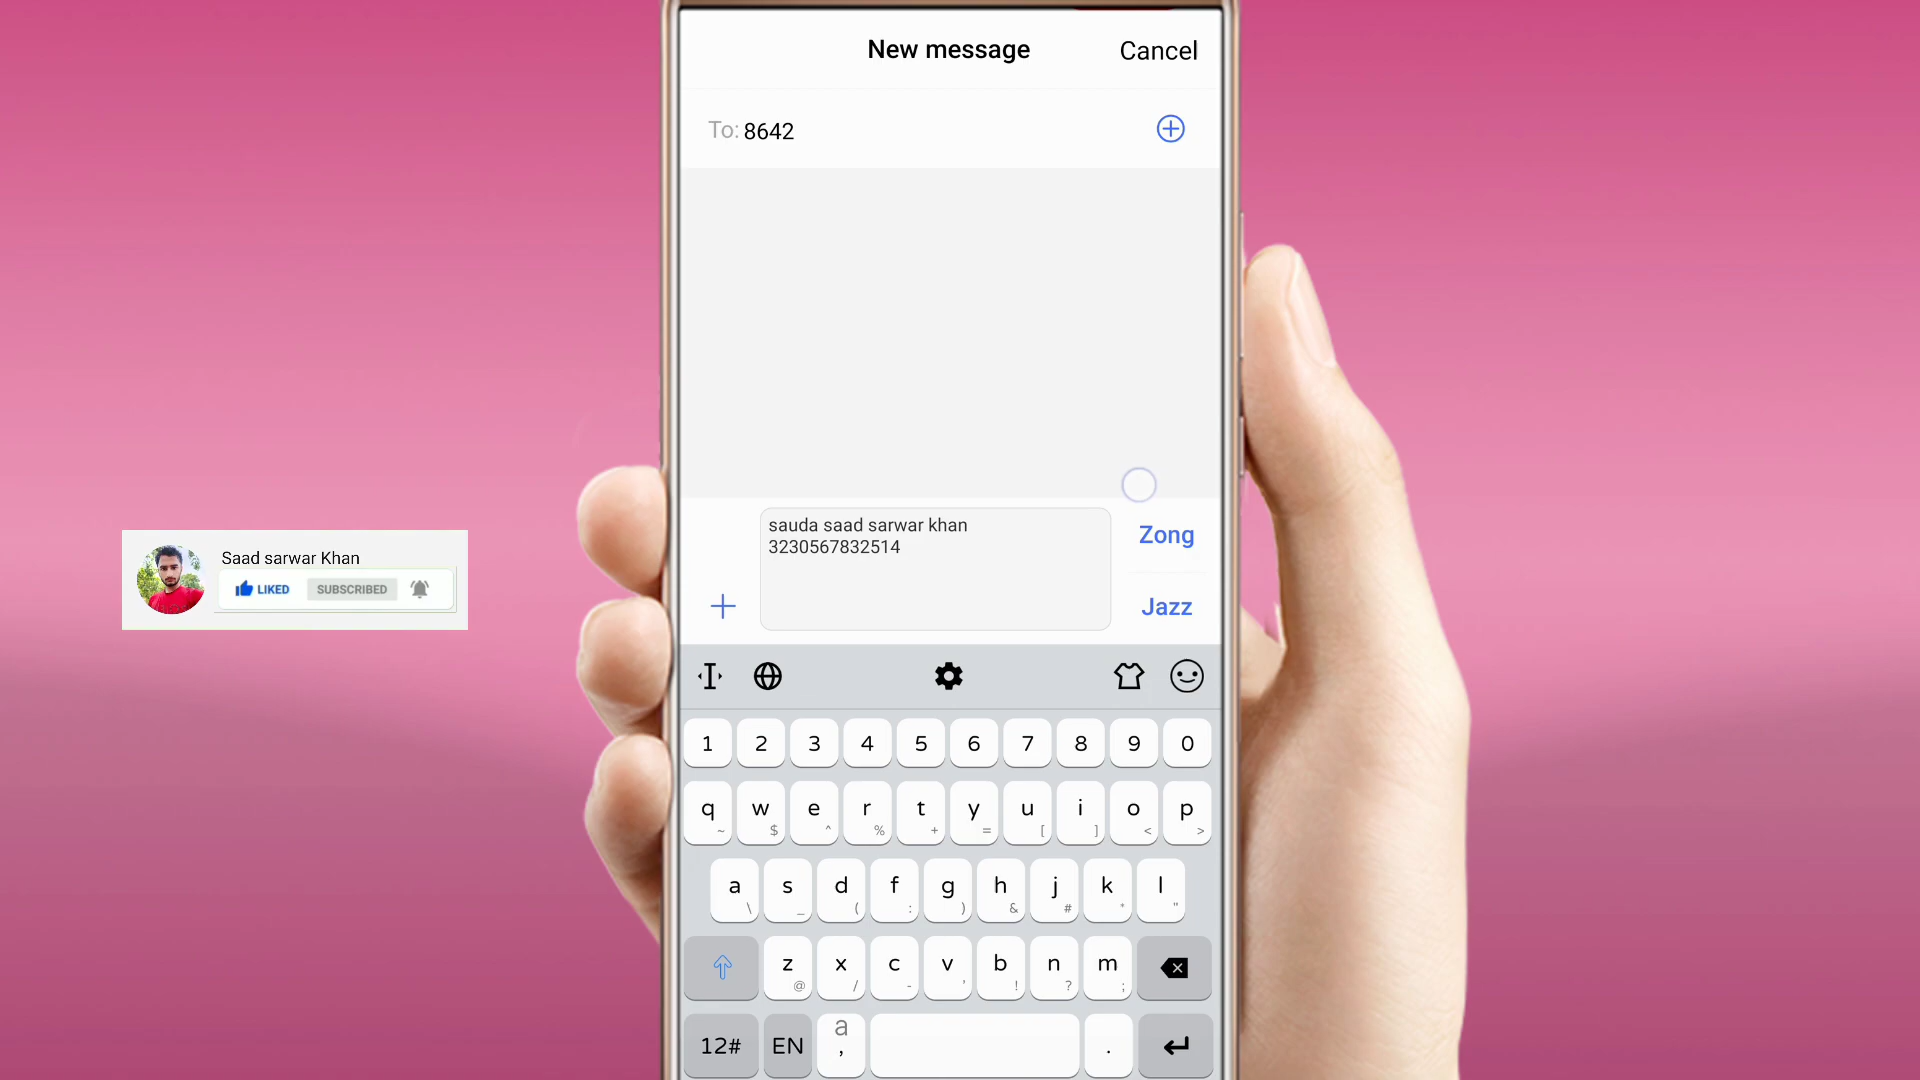 New message
Cancel
To: 8642
sauda saad sarwar khan
3230567832514
Zong
Jazz
Saad sarwar Khan
LIKED
SUBSCRIBED
1 2 3 4 5 6 7 8 9 0
q w e r t y u i o p
~ $ ^ % + = [ ] < >
a s d f g h j k l
\ _ ( : ) & # * "
z x c v b n m
@ / - ' ! ? ;
12# EN a , .